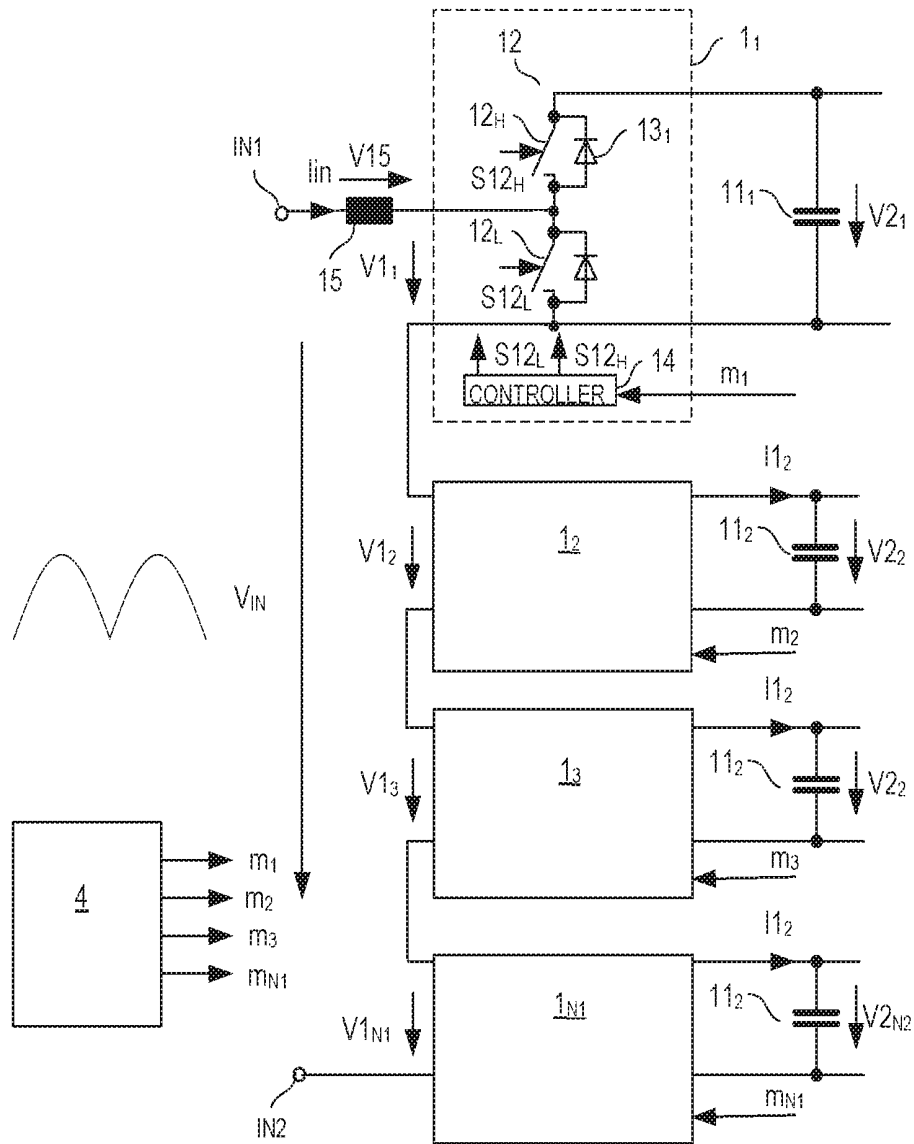 12
1₁
12H
13₁
IN1
Iin
V15
S12H
11₁
V2₁
12L
15
V1₁
S12L
S12L
S12H
14
m₁
CONTROLLER
I1₂
11₂
V1₂
1₂
V2₂
VIN
m₂
I1₂
11₂
V1₃
1₃
V2₂
m₃
4
m₁
m₂
m₃
mN1
I1₂
11₂
V1N1
1N1
V2N2
IN2
mN1